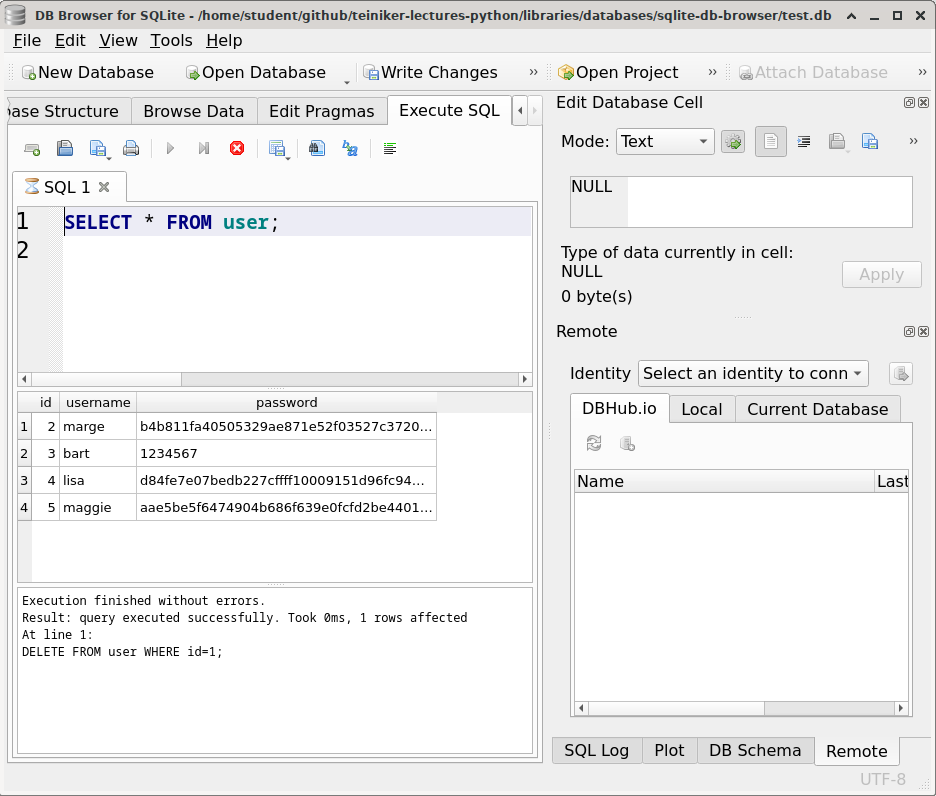 DB Browser for SQLite - /home/student/github/teiniker-lectures-python/libraries/databases/sqlite-db-browser/test.db
File Edit View Tools Help
New Database Open Database Write Changes » Open Project » Attach Database »
base Structure Browse Data Edit Pragmas Execute SQL
SQL 1
1 SELECT * FROM user;
2
id username password
1 2 marge b4b811fa40505329ae871e52f03527c3720...
2 3 bart 1234567
3 4 lisa d84fe7e07bedb227cffff10009151d96fc94...
4 5 maggie aae5be5f6474904b686f639e0fcfd2be4401...
Execution finished without errors.
Result: query executed successfully. Took 0ms, 1 rows affected
At line 1:
DELETE FROM user WHERE id=1;
Edit Database Cell
Mode: Text »
NULL
Type of data currently in cell:
NULL
0 byte(s)
Apply
Remote
Identity Select an identity to conn
DBHub.io Local Current Database
Name Last
SQL Log Plot DB Schema Remote
UTF-8